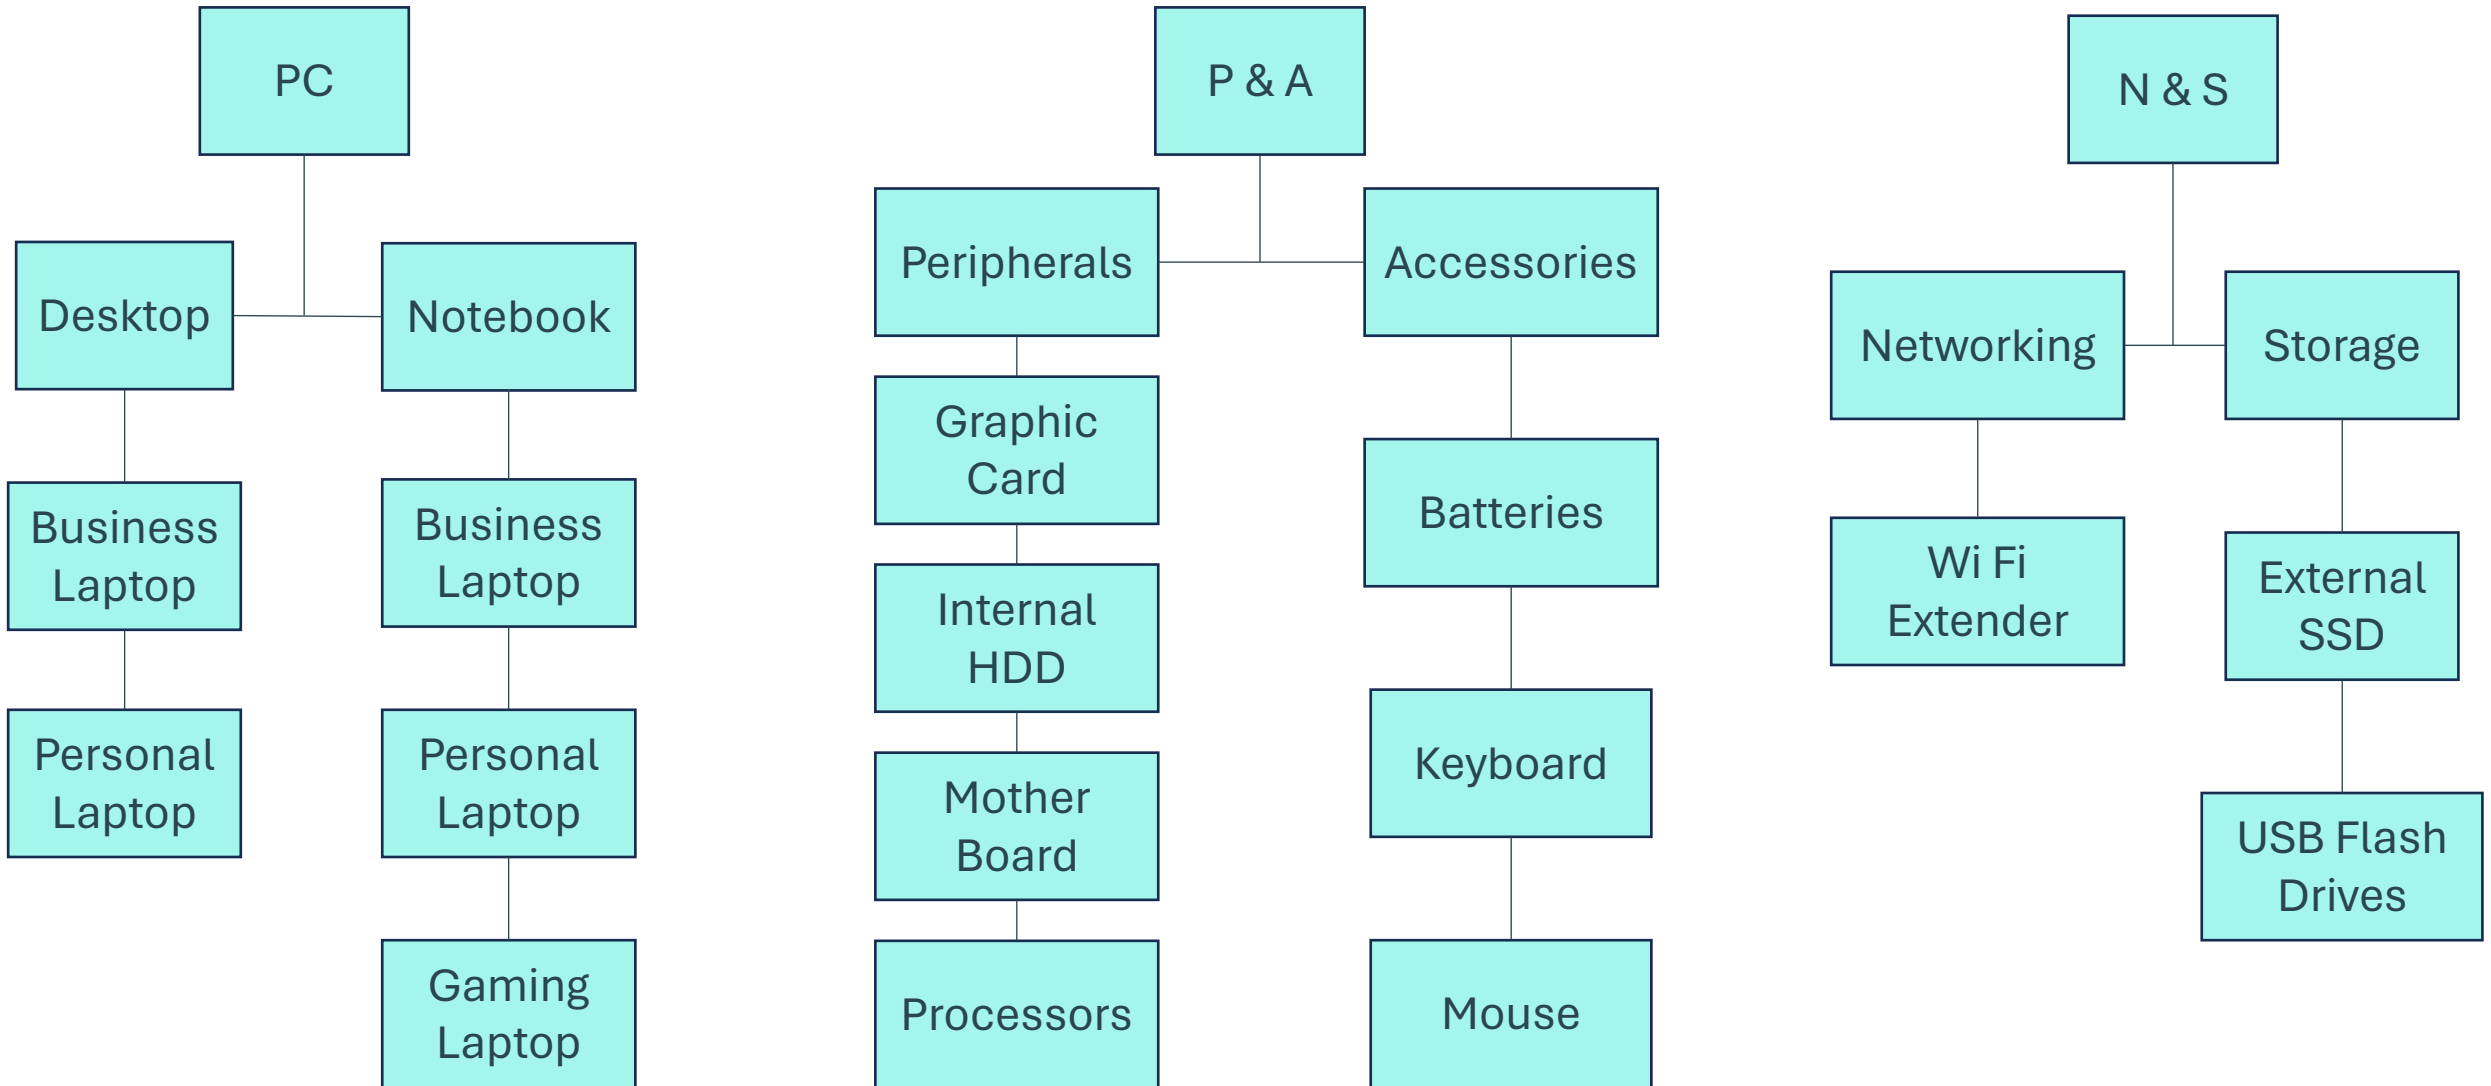 PC
Desktop
Notebook
Business
Laptop
Personal
Laptop
Business
Laptop
Personal
Laptop
Gaming
Laptop
P & A
Peripherals
Accessories
Graphic
Card
Internal
HDD
Mother
Board
Processors
Batteries
Keyboard
Mouse
N & S
Networking
Storage
Wi Fi
Extender
External
SSD
USB Flash
Drives